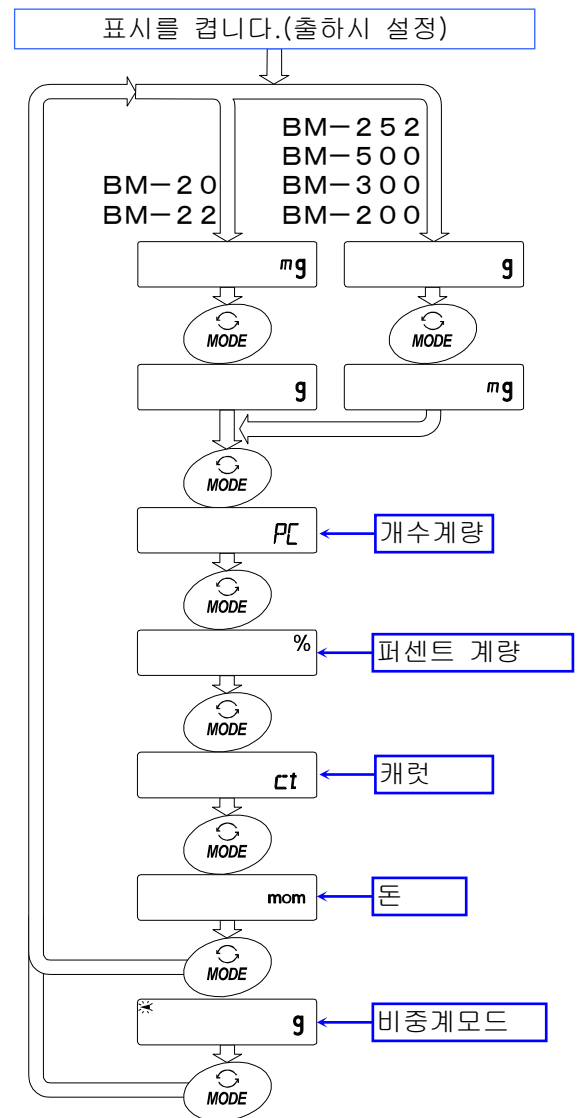 표시를 켭니다.(출하시 설정)
BM-20
BM-22
BM-252
BM-500
BM-300
BM-200
mg
g
MODE
MODE
g
mg
MODE
PC
개수계량
MODE
%
퍼센트 계량
MODE
ct
캐럿
MODE
mom
돈
MODE
g
비중계모드
MODE